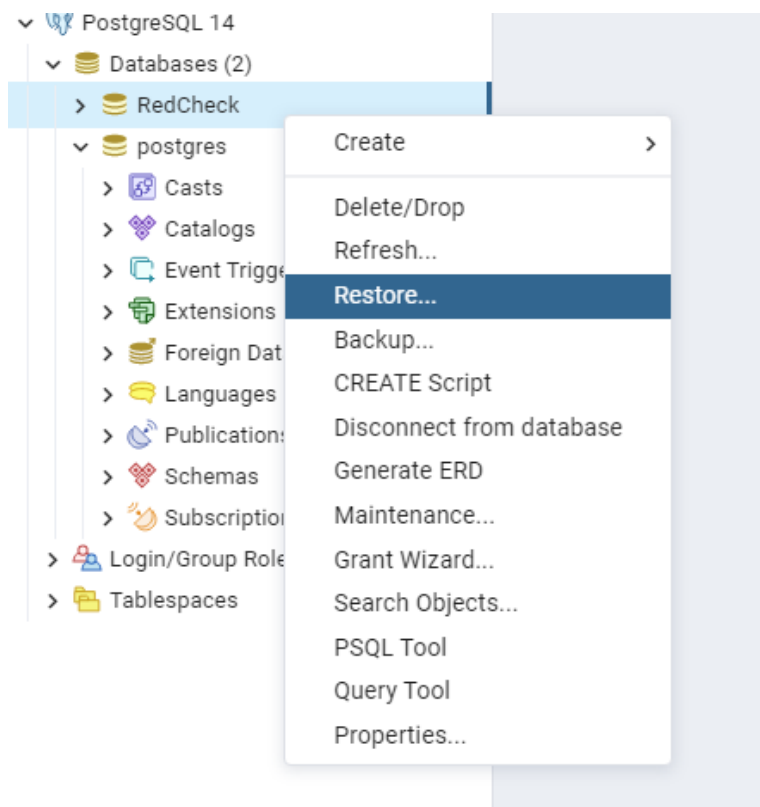 PostgreSQL 14
Databases (2)
RedCheck
postgres
Casts
Catalogs
Event Trigge
Extensions
Foreign Dat
Languages
Publication
Schemas
Subscriptio
Login/Group Role
Tablespaces
Create
Delete/Drop
Refresh...
Restore...
Backup...
CREATE Script
Disconnect from database
Generate ERD
Maintenance...
Grant Wizard...
Search Objects...
PSQL Tool
Query Tool
Properties...